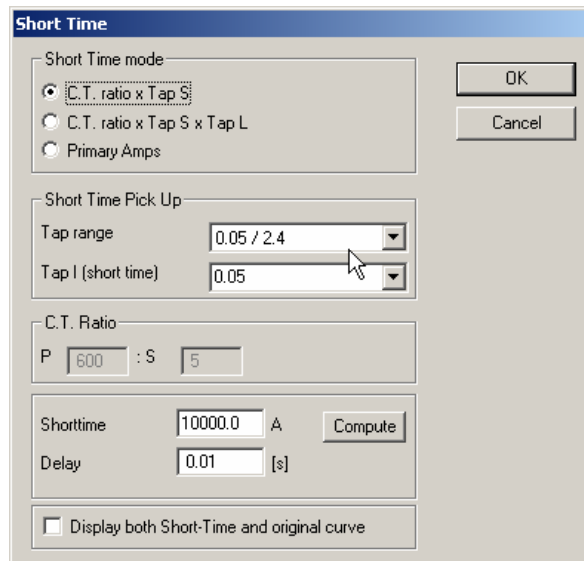 Short Time
Short Time mode
C.T. ratio x Tap S
C.T. ratio x Tap S x Tap L
Primary Amps
OK
Cancel
Short Time Pick Up
Tap range 0.05 / 2.4
Tap I (short time) 0.05
C.T. Ratio
P 600 : S 5
Shorttime 10000.0 A Compute
Delay 0.01 [s]
Display both Short-Time and original curve